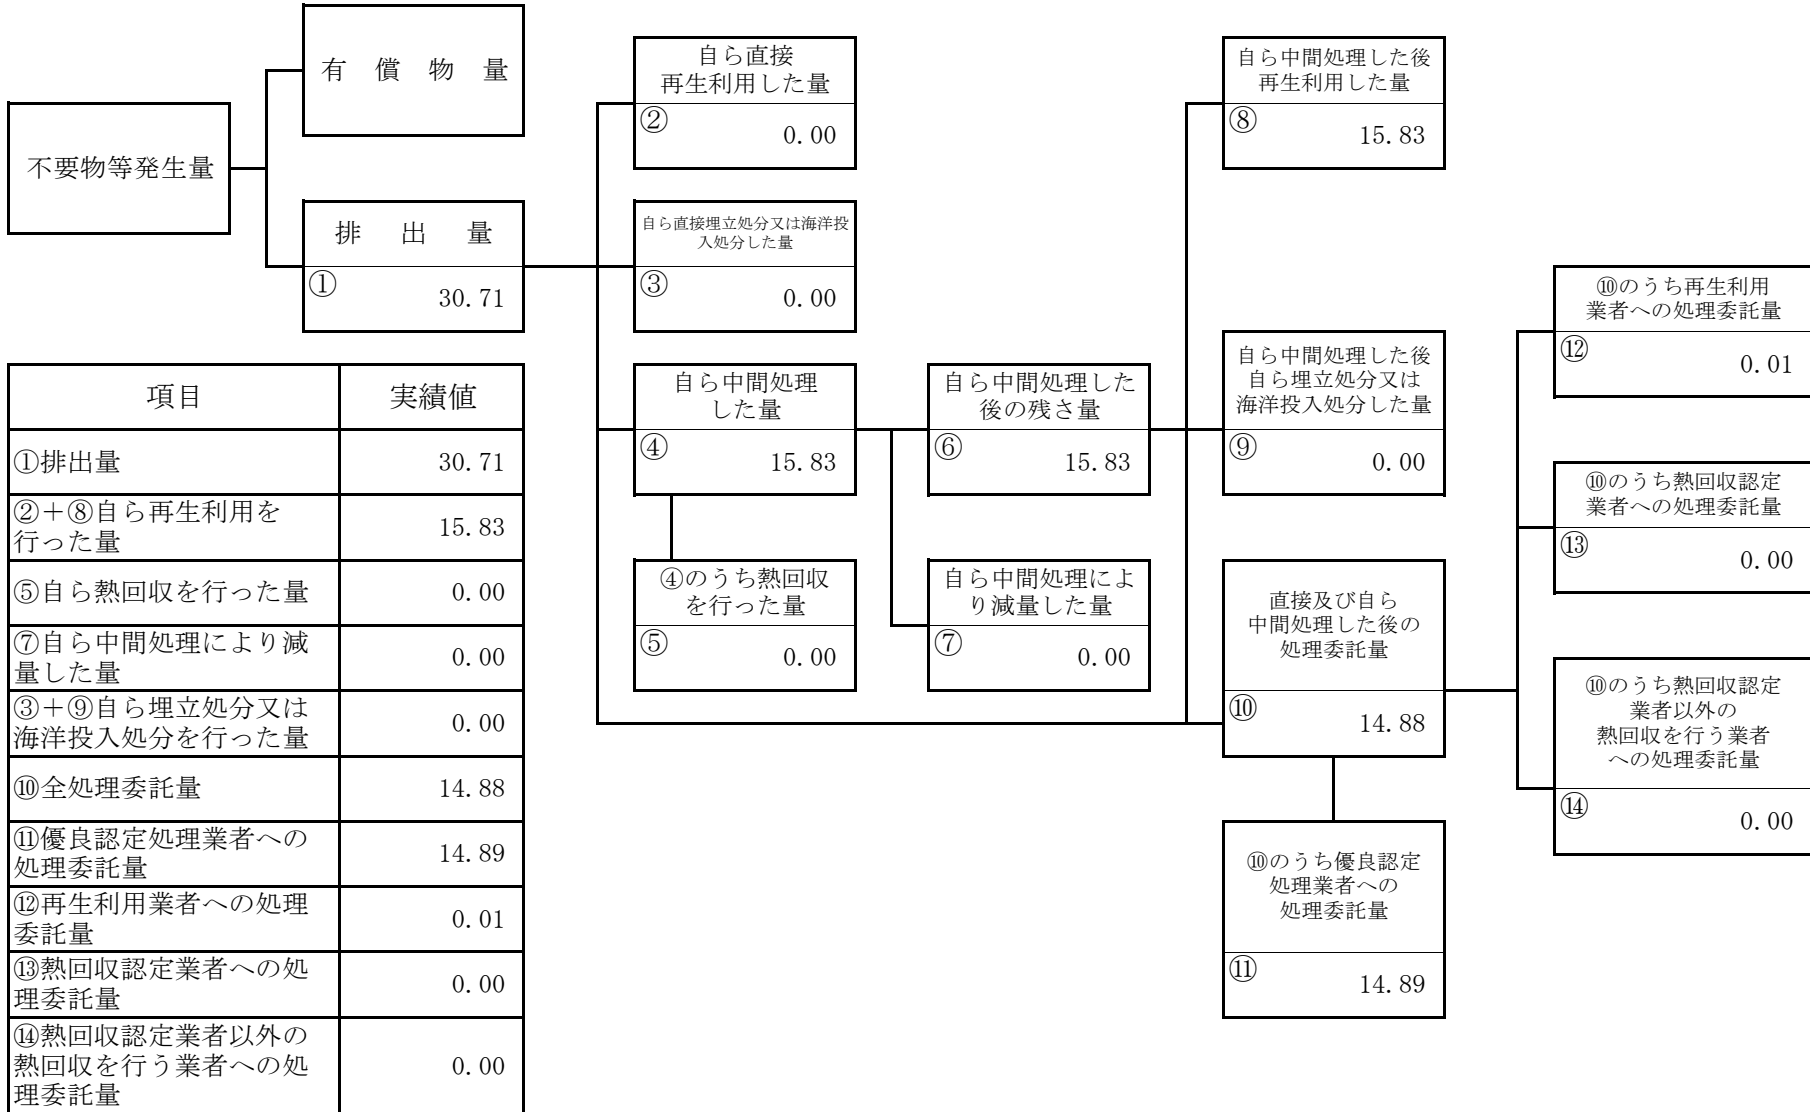 有 償 物 量
不要物等発生量
排 出 量
① 30.71
自ら直接
再生利用した量
② 0.00
自ら直接埋立処分又は海洋投
入処分した量
③ 0.00
自ら中間処理
した量
④ 15.83
④のうち熱回収
を行った量
⑤ 0.00
自ら中間処理した
後の残さ量
⑥ 15.83
自ら中間処理によ
り減量した量
⑦ 0.00
自ら中間処理した後
再生利用した量
⑧ 15.83
自ら中間処理した後
自ら埋立処分又は
海洋投入処分した量
⑨ 0.00
直接及び自ら
中間処理した後の
処理委託量
⑩ 14.88
⑩のうち優良認定
処理業者への
処理委託量
⑪ 14.89
⑩のうち再生利用
業者への処理委託量
⑫ 0.01
⑩のうち熱回収認定
業者への処理委託量
⑬ 0.00
⑩のうち熱回収認定
業者以外の
熱回収を行う業者
への処理委託量
⑭ 0.00
項目 実績値
①排出量 30.71
②+⑧自ら再生利用を
行った量 15.83
⑤自ら熱回収を行った量 0.00
⑦自ら中間処理により減
量した量 0.00
③+⑨自ら埋立処分又は
海洋投入処分を行った量 0.00
⑩全処理委託量 14.88
⑪優良認定処理業者への
処理委託量 14.89
⑫再生利用業者への処理
委託量 0.01
⑬熱回収認定業者への処
理委託量 0.00
⑭熱回収認定業者以外の
熱回収を行う業者への処
理委託量 0.00